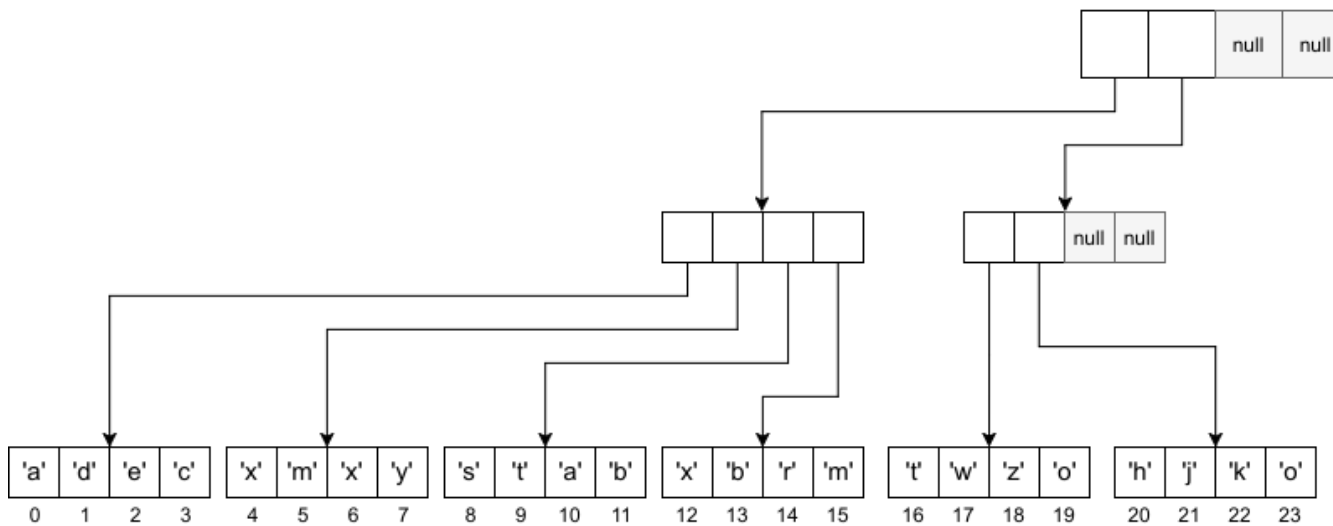 null null
null null
'a' 'd' 'e' 'c' 'x' 'm' 'x' 'y' 's' 't' 'a' 'b' 'x' 'b' 'r' 'm' 't' 'w' 'z' 'o' 'h' 'j' 'k' 'o'
0 1 2 3 4 5 6 7 8 9 10 11 12 13 14 15 16 17 18 19 20 21 22 23